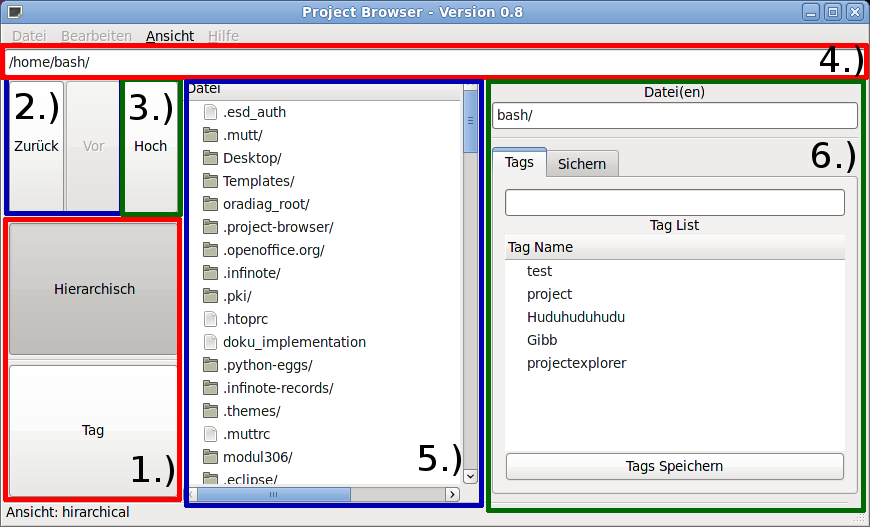 Project Browser - Version 0.8
Datei Bearbeiten Ansicht Hilfe
/home/bash/
4.)
2.)
Zurück
Vor
3.)
Hoch
Hierarchisch
Tag
1.)
Datei
.esd_auth
.mutt/
Desktop/
Templates/
oradiag_root/
.project-browser/
.openoffice.org/
.infinote/
.pki/
.htoprc
doku_implementation
.python-eggs/
.infinote-records/
.themes/
.muttrc
modul306/
.eclipse/
5.)
Datei(en)
bash/
6.)
Tags Sichern
Tag List
Tag Name
test
project
Huduhuduhudu
Gibb
projectexplorer
Tags Speichern
Ansicht: hirarchical